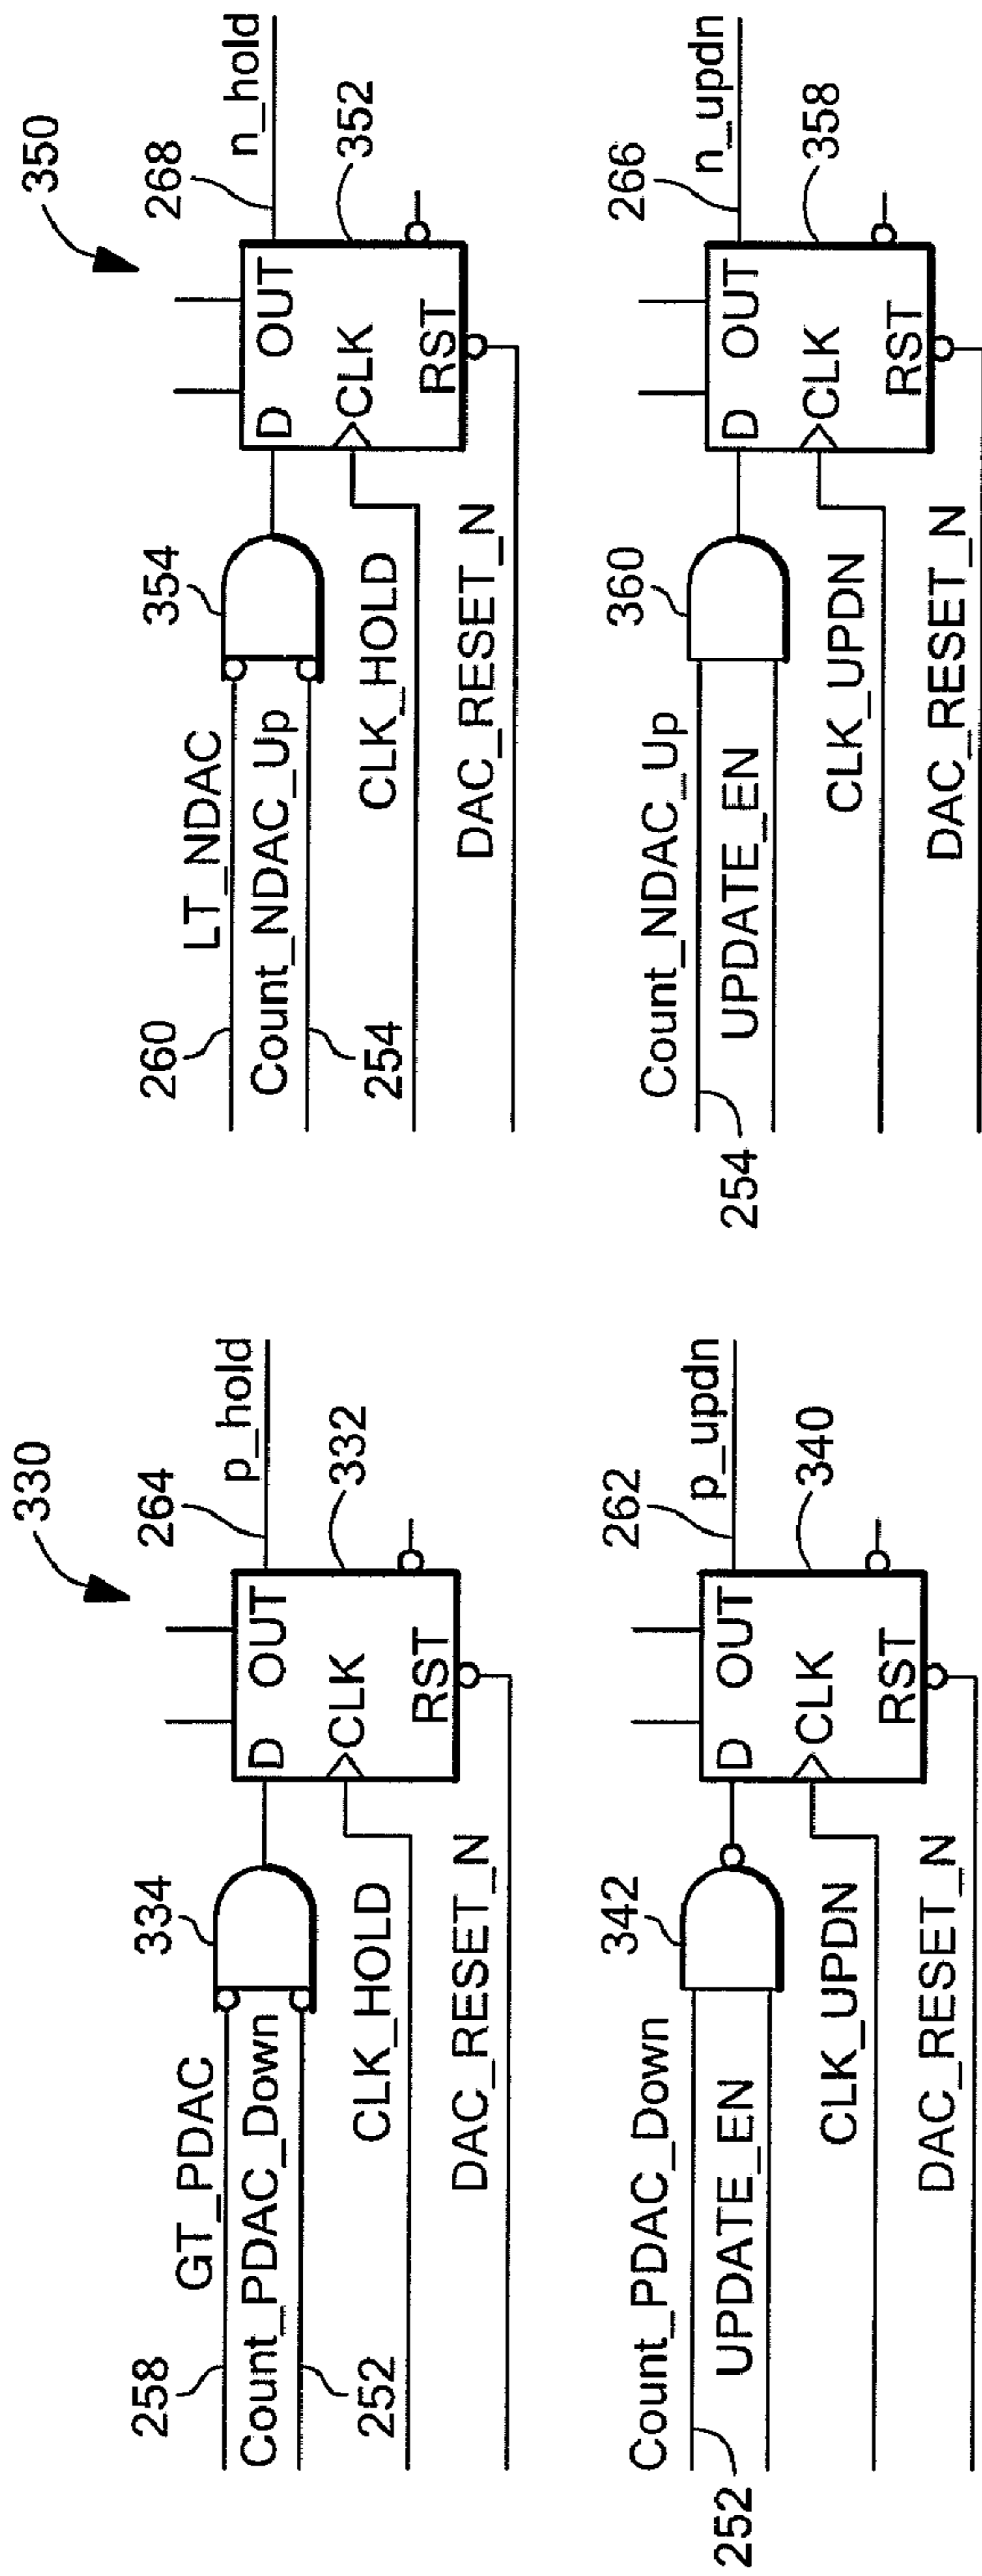 330
258
GT_PDAC
334
264
p_hold
Count_PDAC_Down
D
OUT
252
CLK_HOLD
CLK
332
RST
DAC_RESET_N
Count_PDAC_Down
342
262
p_updn
UPDATE_EN
D
OUT
252
CLK_UPDN
CLK
340
RST
DAC_RESET_N
350
260
LT_NDAC
354
268
n_hold
Count_NDAC_Up
D
OUT
254
CLK_HOLD
CLK
352
RST
DAC_RESET_N
Count_NDAC_Up
360
266
n_updn
UPDATE_EN
D
OUT
254
CLK_UPDN
CLK
358
RST
DAC_RESET_N